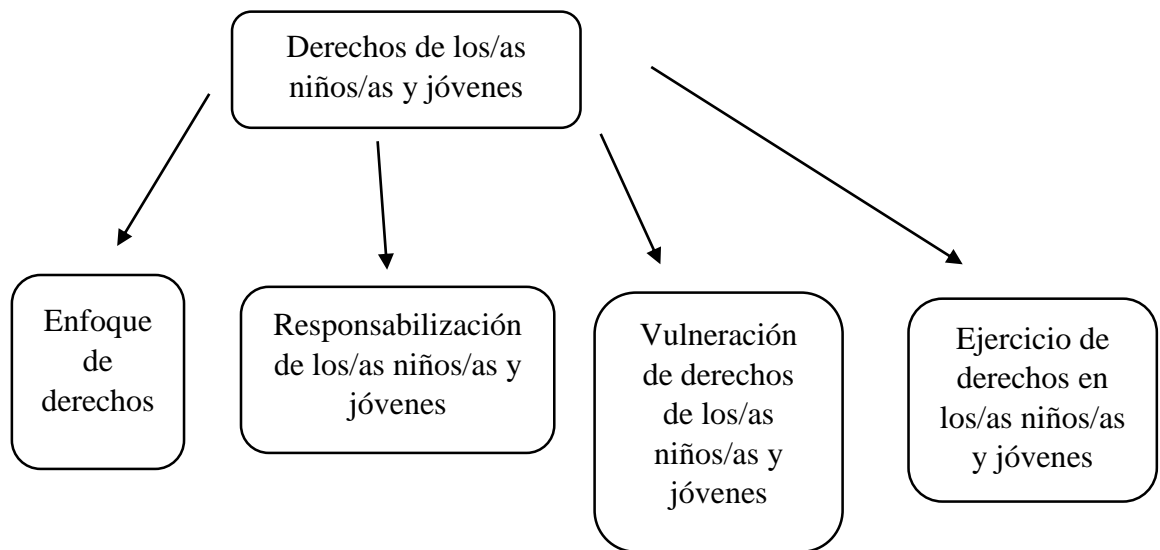 Derechos de los/as
niños/as y jóvenes
Enfoque
de
derechos
Responsabilización
de los/as niños/as y
jóvenes
Vulneración
de derechos
de los/as
niños/as y
jóvenes
Ejercicio de
derechos en
los/as niños/as
y jóvenes